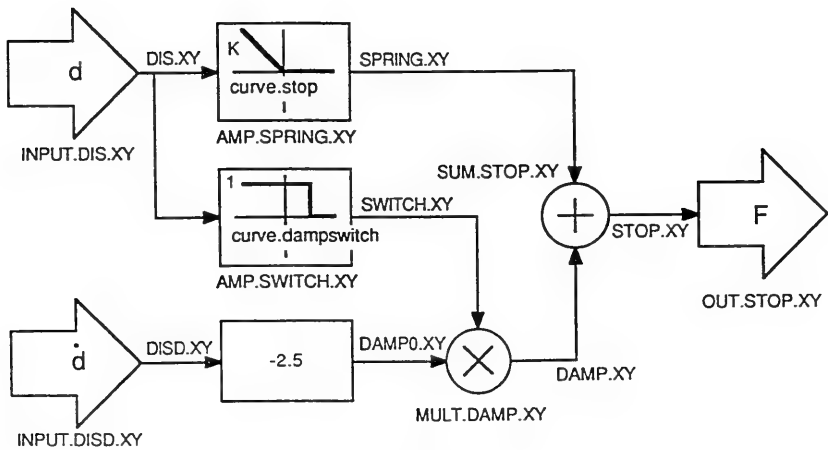 d
DIS.XY
INPUT.DIS.XY
K
curve.stop
AMP.SPRING.XY
SPRING.XY
1
curve.dampswitch
AMP.SWITCH.XY
SWITCH.XY
SUM.STOP.XY
+
STOP.XY
F
OUT.STOP.XY
ḋ
DISD.XY
INPUT.DISD.XY
-2.5
DAMP0.XY
×
MULT.DAMP.XY
DAMP.XY